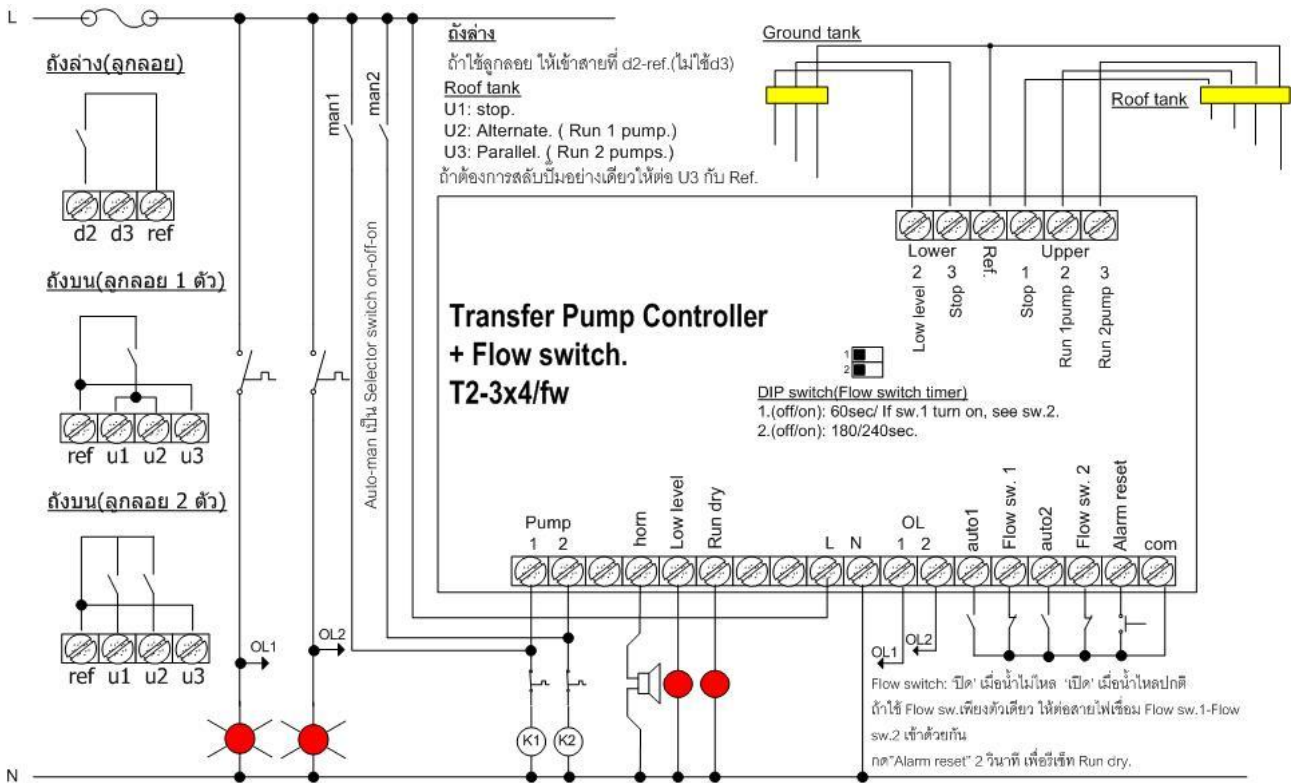 L
ถังล่าง(ลูกลอย)
d2 d3 ref
ถังบน(ลูกลอย 1 ตัว)
ref u1 u2 u3
ถังบน(ลูกลอย 2 ตัว)
ref u1 u2 u3
OL1
OL2
N
man1
man2
Auto-man เป็น Selector switch on-off-on
ถังล่าง
ถ้าใช้ลูกลอย ให้เข้าสายที่ d2-ref.(ไม่ใช้d3)
Roof tank
U1: stop.
U2: Alternate. ( Run 1 pump.)
U3: Parallel. ( Run 2 pumps.)
ถ้าต้องการสลับปั๊มอย่างเดียวให้ต่อ U3 กับ Ref.
Ground tank
Roof tank
Lower
Ref.
Upper
2 3 1 2 3
Low level
Stop
Stop
Run 1pump
Run 2pump
Transfer Pump Controller
+ Flow switch.
T2-3x4/fw
1
2
DIP switch(Flow switch timer)
1.(off/on): 60sec/ If sw.1 turn on, see sw.2.
2.(off/on): 180/240sec.
Pump
1 2
horn
Low level
Run dry
L N
OL
1 2
auto1
Flow sw. 1
auto2
Flow sw. 2
Alarm reset
com
K1
K2
OL1
OL2
Flow switch: 'ปิด' เมื่อน้ำไม่ไหล 'เปิด' เมื่อน้ำไหลปกติ
ถ้าใช้ Flow sw.เพียงตัวเดียว ให้ต่อสายไฟเชื่อม Flow sw.1-Flow
sw.2 เข้าด้วยกัน
กด"Alarm reset" 2 วินาที เพื่อรีเซ็ท Run dry.